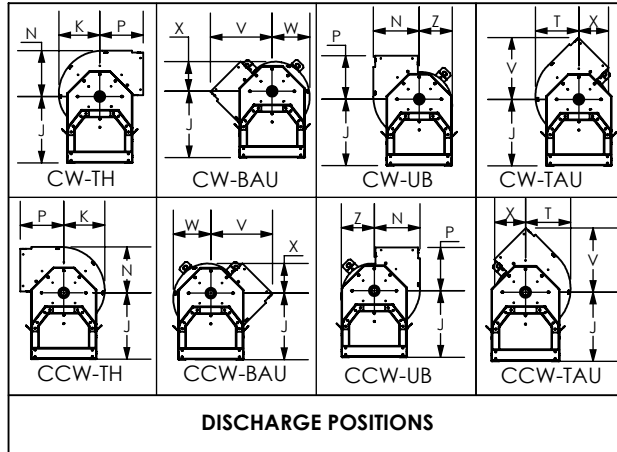 K P
N
J
CW-TH
V W
X
J
CW-BAU
N Z
P
J
CW-UB
T X
V
J
CW-TAU
P K
N
J
CCW-TH
W V
X
J
CCW-BAU
Z N
P
J
CCW-UB
X T
V
J
CCW-TAU
DISCHARGE POSITIONS